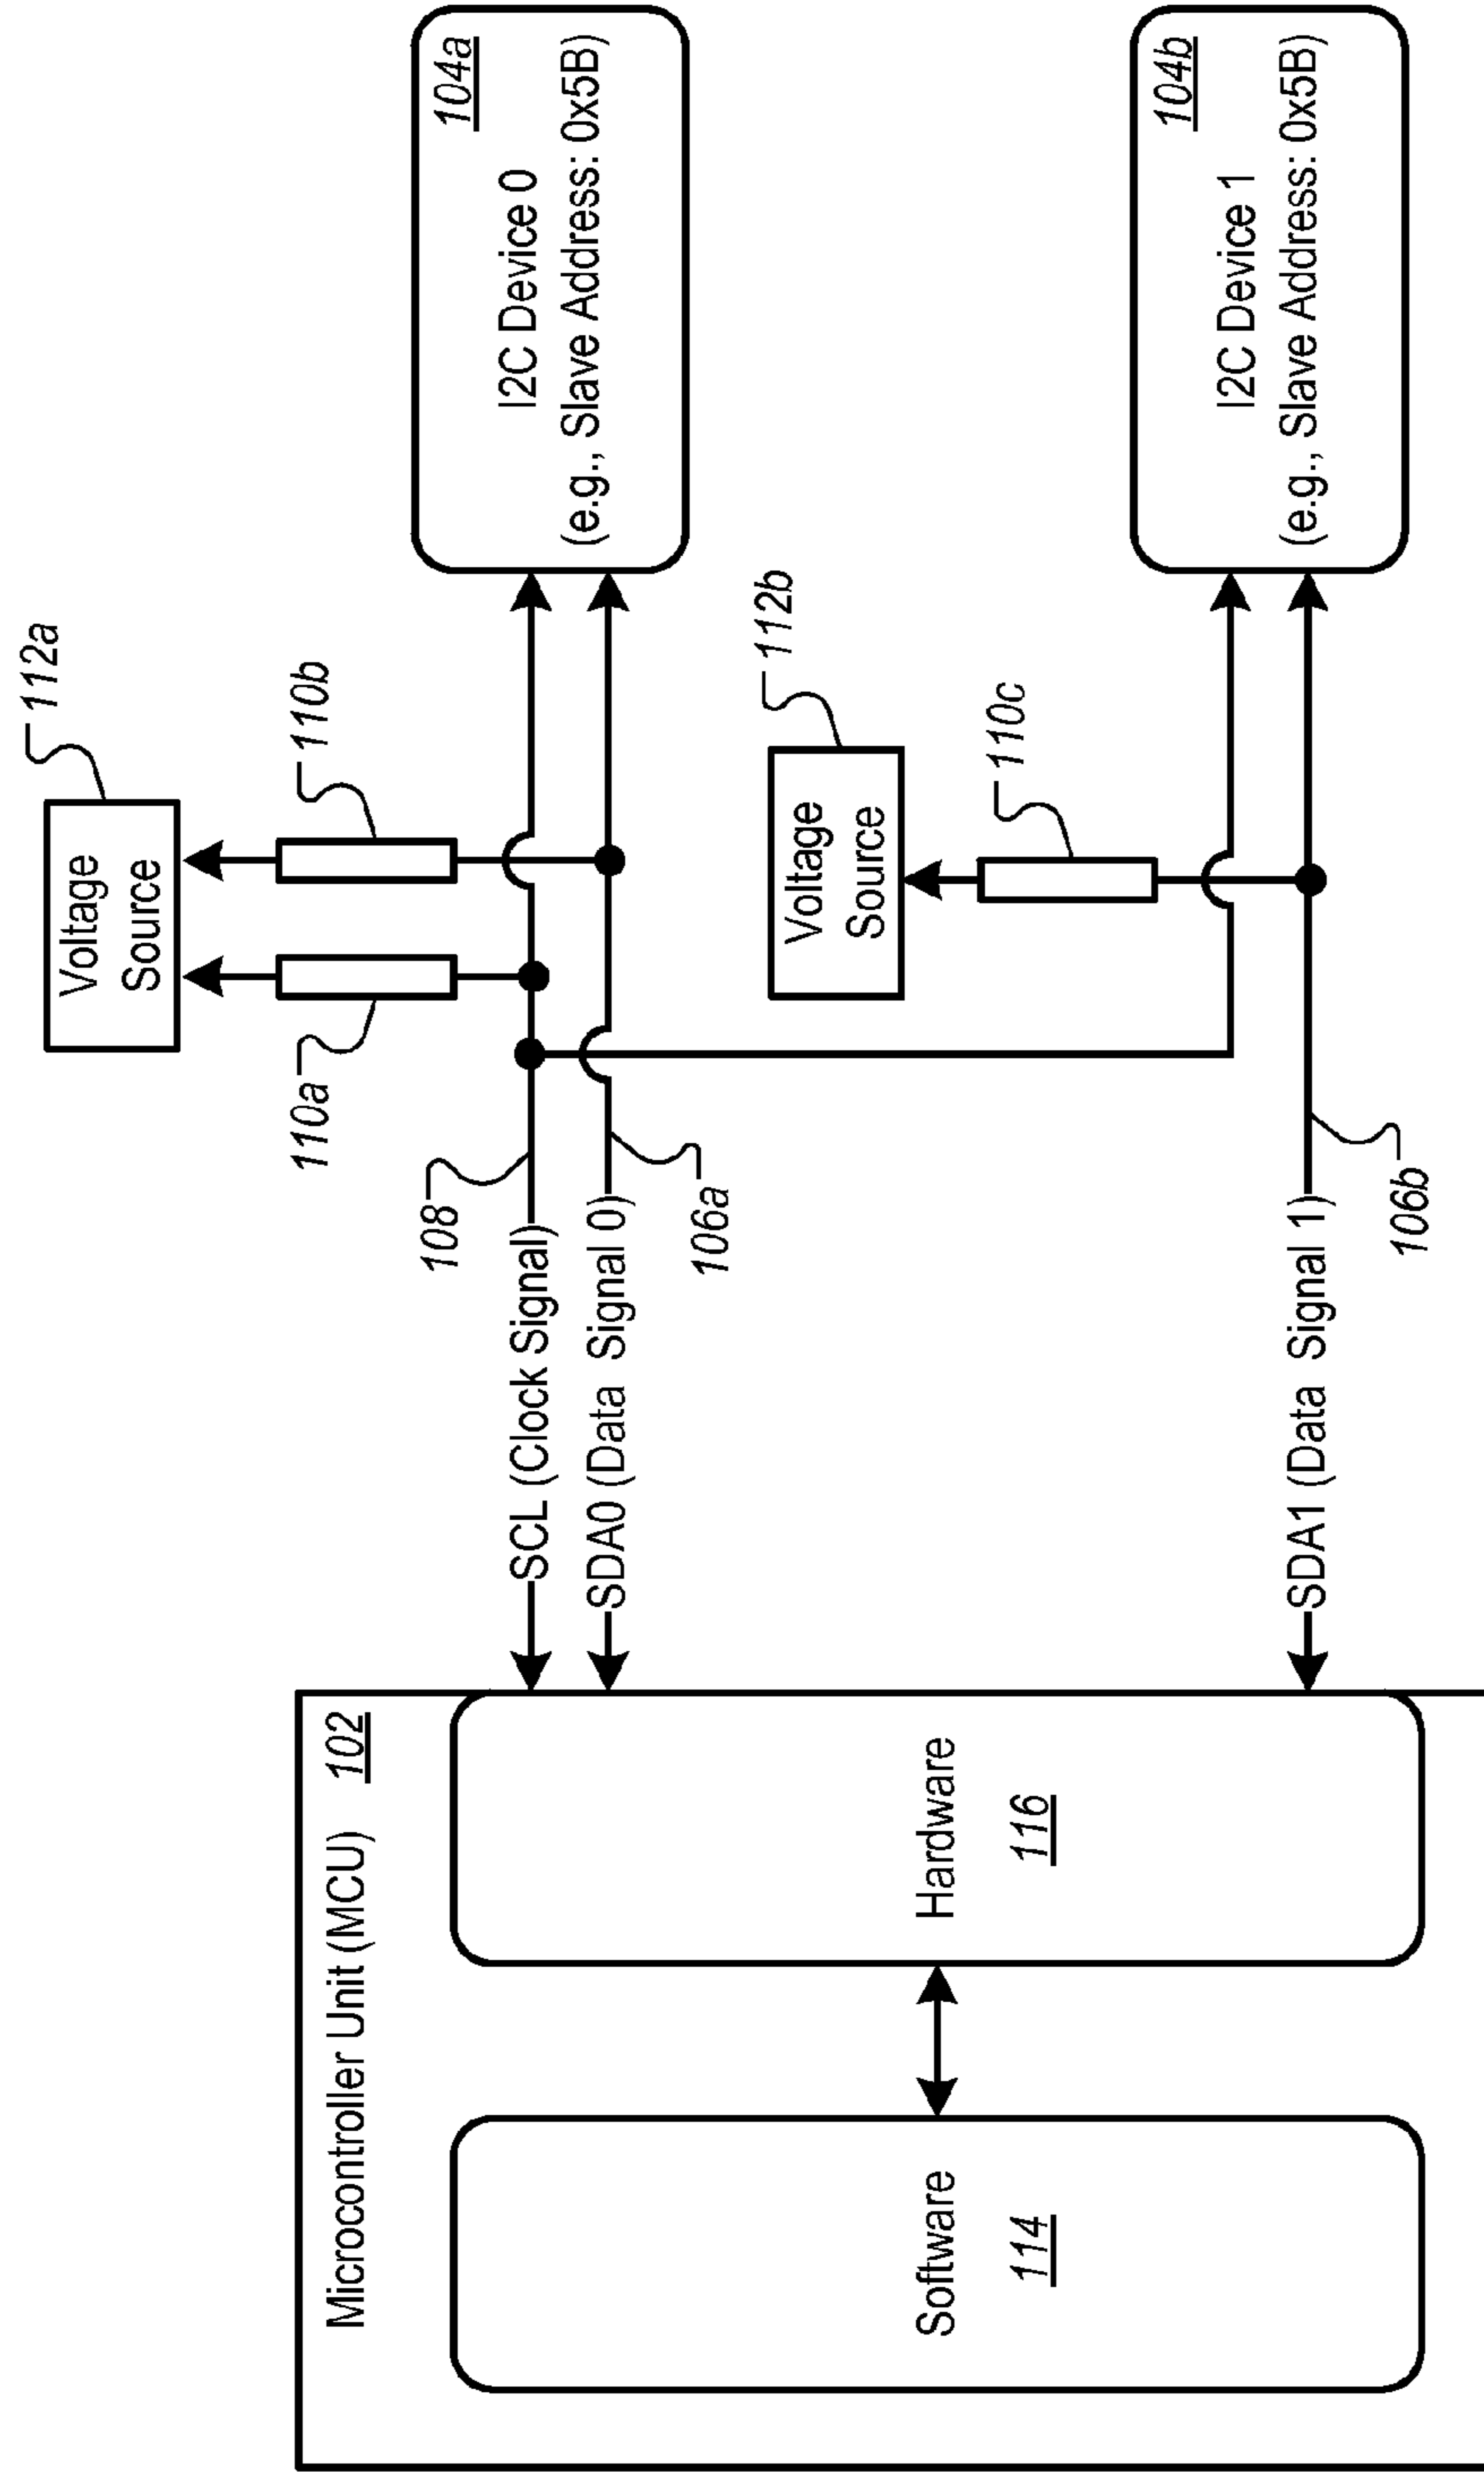 Microcontroller Unit (MCU) 102
Software
114
Hardware
116
SCL (Clock Signal)
SDA0 (Data Signal 0)
SDA1 (Data Signal 1)
108
106a
106b
110a
110b
Voltage
Source
112a
Voltage
Source
112b
110c
104a
I2C Device 0
(e.g., Slave Address: 0x5B)
104b
I2C Device 1
(e.g., Slave Address: 0x5B)